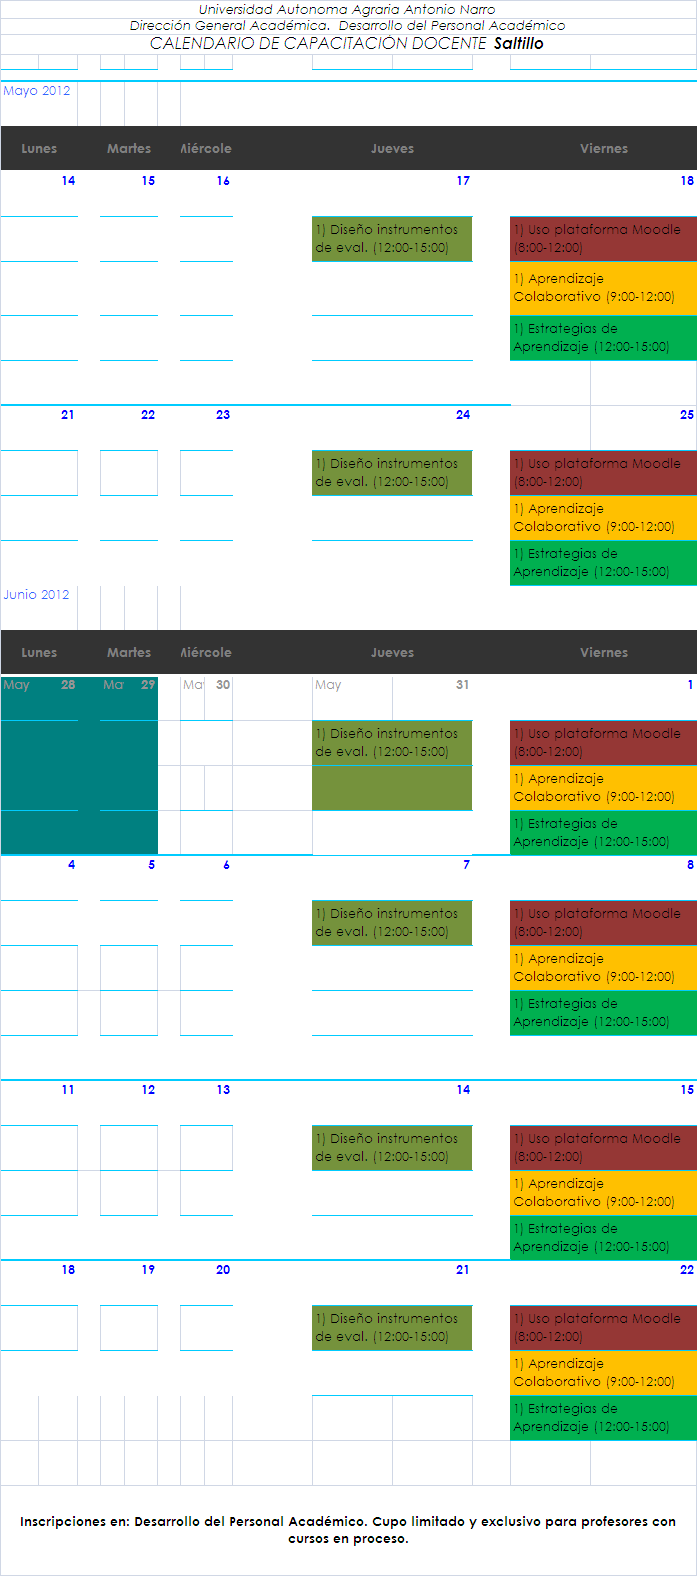 Universidad Autonoma Agraria Antonio Narro
Dirección General Académica.  Desarrollo del Personal Académico
CALENDARIO DE CAPACITACIÓN DOCENTE  Saltillo
Mayo 2012
Lunes Martes Miércole Jueves Viernes
14 15 16 17 18
1) Diseño instrumentos de eval. (12:00-15:00)
1) Uso plataforma Moodle (8:00-12:00)
1) Aprendizaje Colaborativo (9:00-12:00)
1) Estrategias de Aprendizaje (12:00-15:00)
21 22 23 24 25
1) Diseño instrumentos de eval. (12:00-15:00)
1) Uso plataforma Moodle (8:00-12:00)
1) Aprendizaje Colaborativo (9:00-12:00)
1) Estrategias de Aprendizaje (12:00-15:00)
Junio 2012
Lunes Martes Miércole Jueves Viernes
May 28 Ma 29 Ma 30 May 31 1
1) Diseño instrumentos de eval. (12:00-15:00)
1) Uso plataforma Moodle (8:00-12:00)
1) Aprendizaje Colaborativo (9:00-12:00)
1) Estrategias de Aprendizaje (12:00-15:00)
4 5 6 7 8
1) Diseño instrumentos de eval. (12:00-15:00)
1) Uso plataforma Moodle (8:00-12:00)
1) Aprendizaje Colaborativo (9:00-12:00)
1) Estrategias de Aprendizaje (12:00-15:00)
11 12 13 14 15
1) Diseño instrumentos de eval. (12:00-15:00)
1) Uso plataforma Moodle (8:00-12:00)
1) Aprendizaje Colaborativo (9:00-12:00)
1) Estrategias de Aprendizaje (12:00-15:00)
18 19 20 21 22
1) Diseño instrumentos de eval. (12:00-15:00)
1) Uso plataforma Moodle (8:00-12:00)
1) Aprendizaje Colaborativo (9:00-12:00)
1) Estrategias de Aprendizaje (12:00-15:00)
Inscripciones en: Desarrollo del Personal Académico. Cupo limitado y exclusivo para profesores con
cursos en proceso.